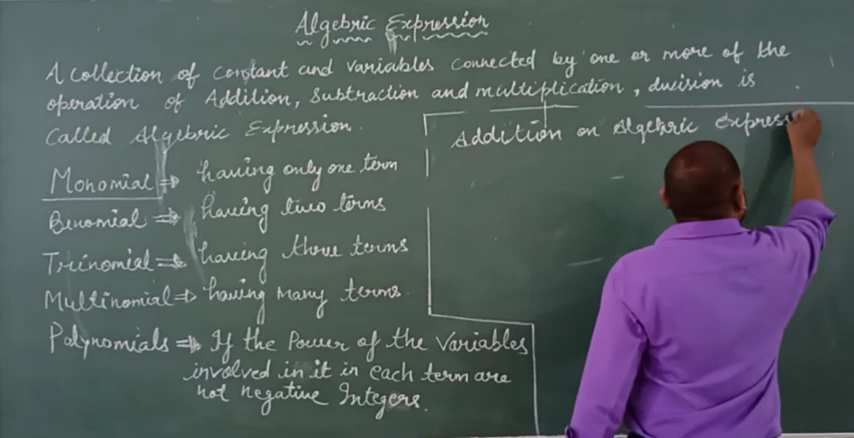 Algebric Expression
A collection of constant and variables connected by one or more of the
operation of Addition, Subtraction and multiplication, division is
Called Algebric Expression.
Monomial ⇒ having only one term
Binomial ⇒ having two terms
Trinomial ⇒ having three terms
Multinomial ⇒ having many terms.
Polynomials ⇒ If the Power of the Variables
involved in it in each term are
not negative Integers.
Addition on Algebric Express